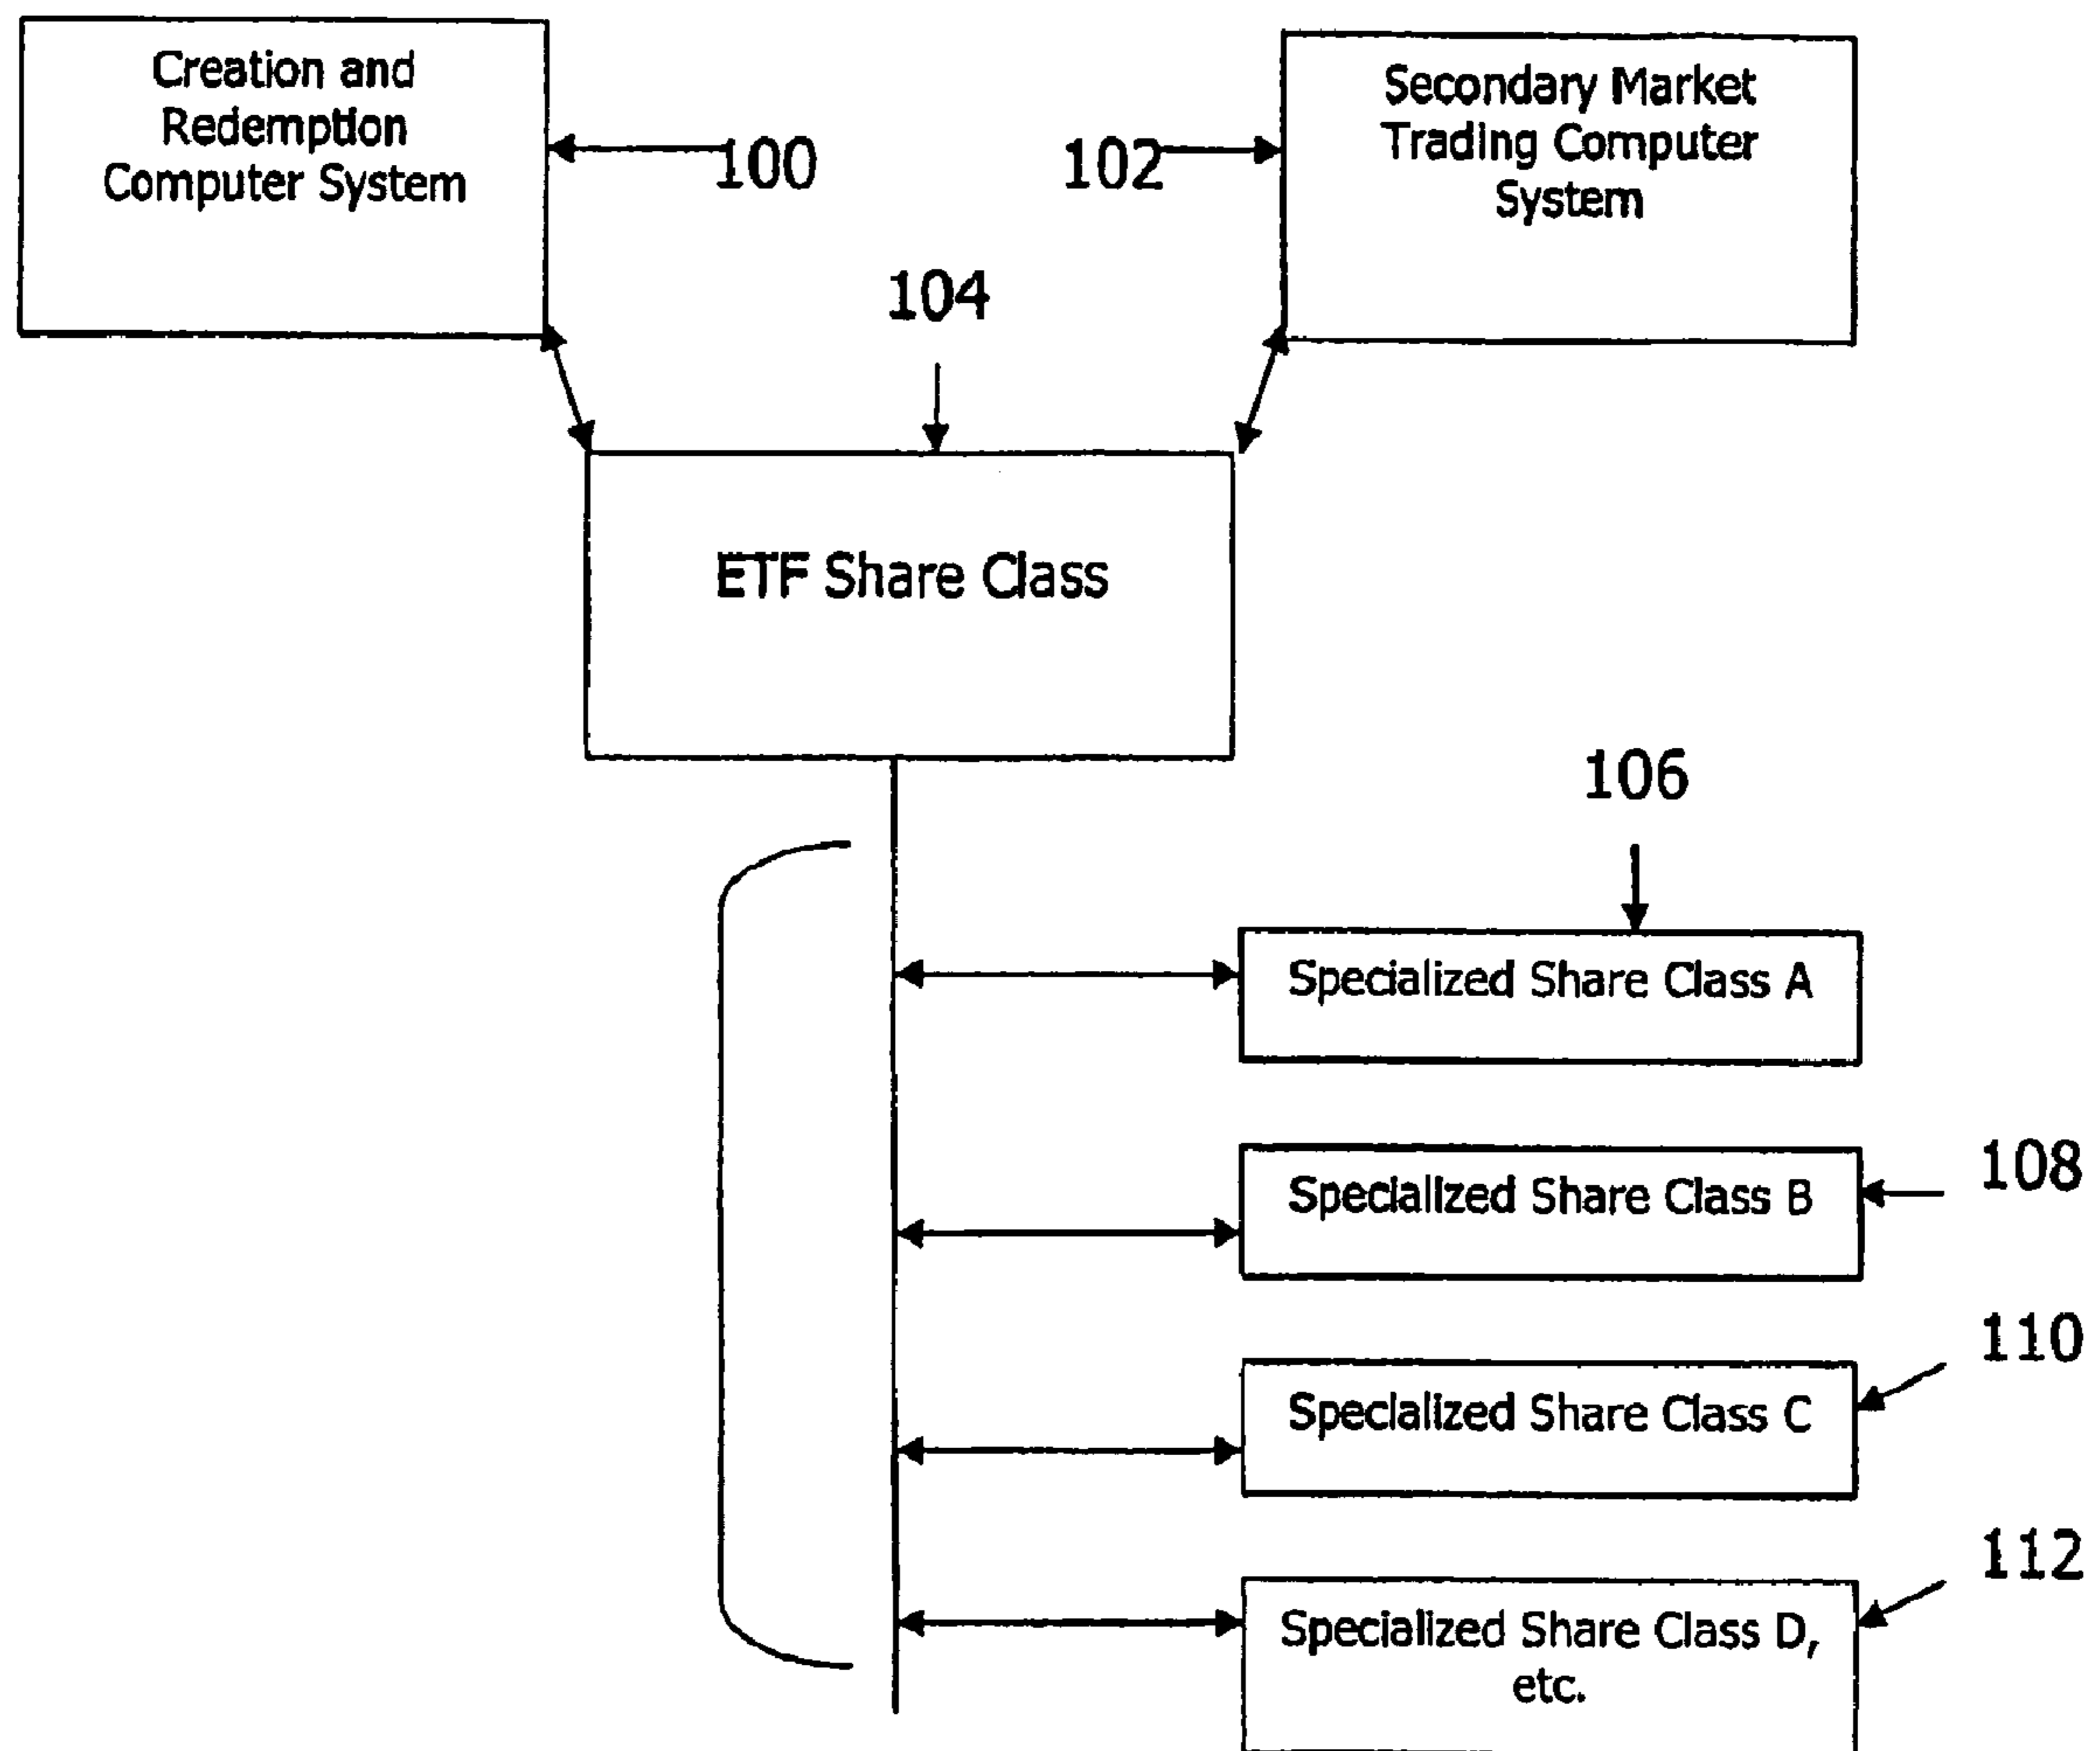 Creation and
Redemption
Computer System
100
102
Secondary Market
Trading Computer
System
104
ETF Share Class
106
Specialized Share Class A
108
Specialized Share Class B
110
Specialized Share Class C
112
Specialized Share Class D,
etc.